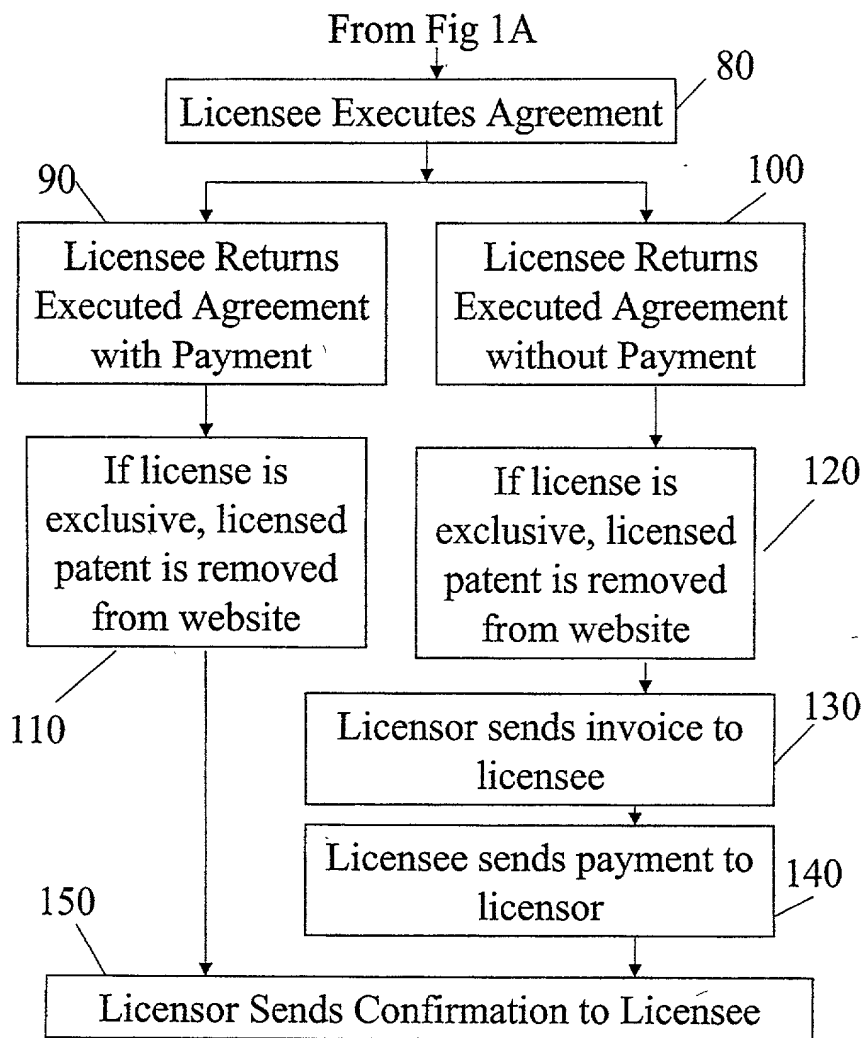 From Fig 1A
80
Licensee Executes Agreement
90
100
Licensee Returns
Executed Agreement
with Payment
Licensee Returns
Executed Agreement
without Payment
If license is
exclusive, licensed
patent is removed
from website
110
If license is
exclusive, licensed
patent is removed
from website
120
Licensor sends invoice to
licensee
130
Licensee sends payment to
licensor
140
150
Licensor Sends Confirmation to Licensee